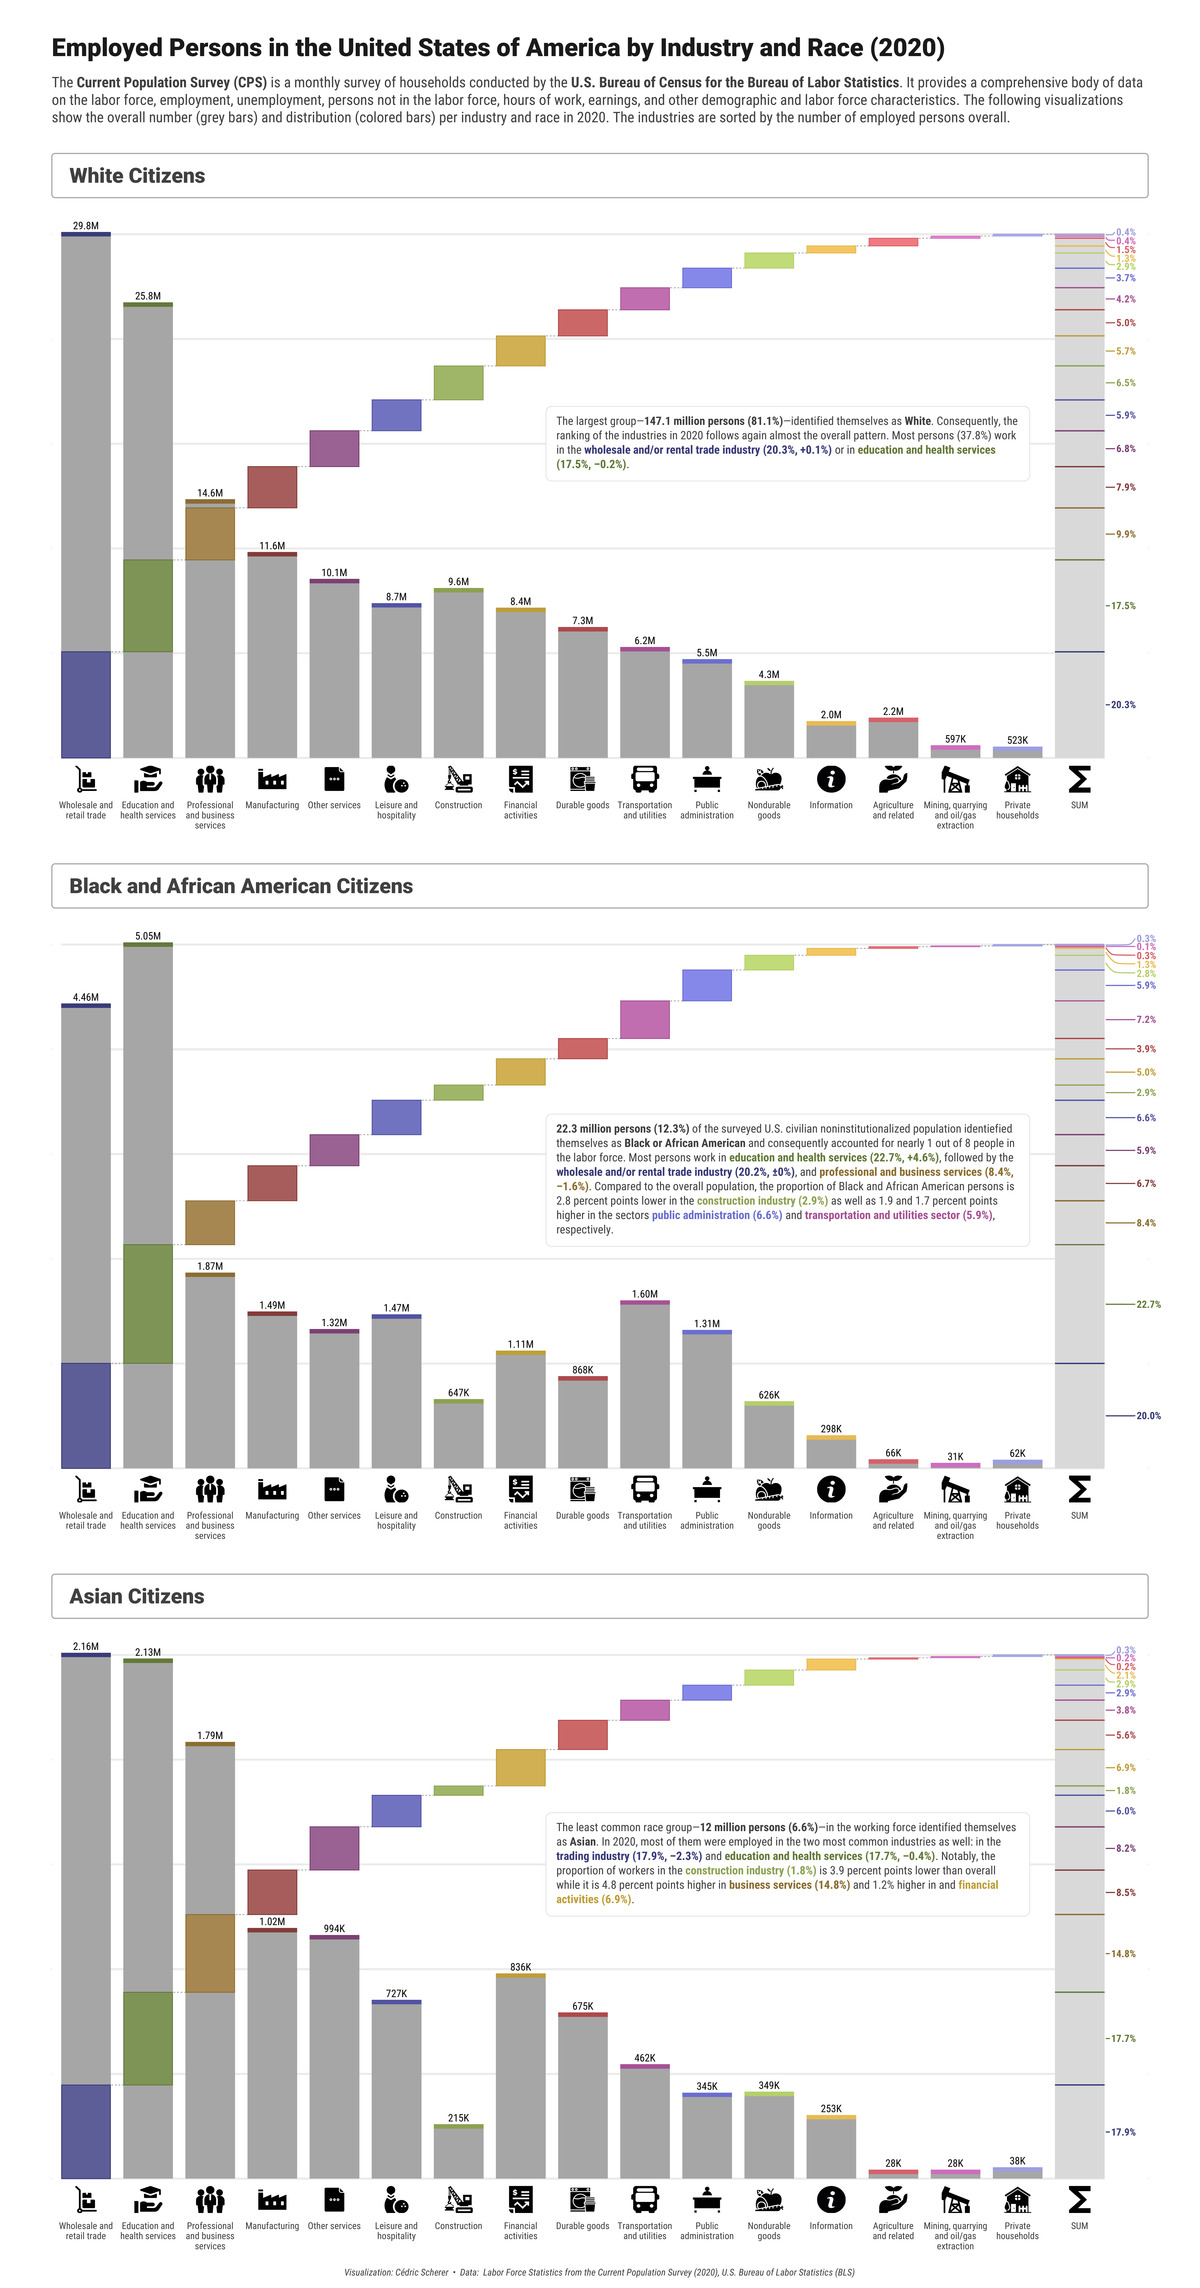 Employed Persons in the United States of America by Industry and Race (2020)
The Current Population Survey (CPS) is a monthly survey of households conducted by the U.S. Bureau of Census for the Bureau of Labor Statistics. It provides a comprehensive body of data
on the labor force, employment, unemployment, persons not in the labor force, hours of work, earnings, and other demographic and labor force characteristics. The following visualizations
show the overall number (grey bars) and distribution (colored bars) per industry and race in 2020. The industries are sorted by the number of employed persons overall.
White Citizens
29.8M
25.8M
14.6M
11.6M
10.1M
8.7M
9.6M
8.4M
7.3M
6.2M
5.5M
4.3M
2.0M
2.2M
597K
523K
0.4%
0.4%
1.5%
1.3%
2.9%
3.7%
4.2%
5.0%
5.7%
6.5%
5.9%
6.8%
7.9%
9.9%
17.5%
20.3%
The largest group—147.1 million persons (81.1%)—identified themselves as White. Consequently, the
ranking of the industries in 2020 follows again almost the overall pattern. Most persons (37.8%) work
in the wholesale and/or rental trade industry (20.3%, +0.1%) or in education and health services
(17.5%, −0.2%).
Wholesale and
retail trade
Education and
health services
Professional
and business
services
Manufacturing
Other services
Leisure and
hospitality
Construction
Financial
activities
Durable goods
Transportation
and utilities
Public
administration
Nondurable
goods
Information
Agriculture
and related
Mining, quarrying
and oil/gas
extraction
Private
households
SUM
Black and African American Citizens
4.46M
5.05M
1.87M
1.49M
1.32M
1.47M
647K
1.11M
868K
1.60M
1.31M
626K
298K
66K
31K
62K
0.3%
0.1%
0.3%
1.3%
2.8%
5.9%
7.2%
3.9%
5.0%
2.9%
6.6%
5.9%
6.7%
8.4%
22.7%
20.0%
22.3 million persons (12.3%) of the surveyed U.S. civilian noninstitutionalized population identiefied
themselves as Black or African American and consequently accounted for nearly 1 out of 8 people in
the labor force. Most persons work in education and health services (22.7%, +4.6%), followed by the
wholesale and/or rental trade industry (20.2%, ±0%), and professional and business services (8.4%,
−1.6%). Compared to the overall population, the proportion of Black and African American persons is
2.8 percent points lower in the construction industry (2.9%) as well as 1.9 and 1.7 percent points
higher in the sectors public administration (6.6%) and transportation and utilities sector (5.9%),
respectively.
Wholesale and
retail trade
Education and
health services
Professional
and business
services
Manufacturing
Other services
Leisure and
hospitality
Construction
Financial
activities
Durable goods
Transportation
and utilities
Public
administration
Nondurable
goods
Information
Agriculture
and related
Mining, quarrying
and oil/gas
extraction
Private
households
SUM
Asian Citizens
2.16M
2.13M
1.79M
1.02M
994K
727K
215K
836K
675K
462K
345K
349K
253K
28K
28K
38K
0.3%
0.2%
0.2%
2.1%
2.9%
2.9%
3.8%
5.6%
6.9%
1.8%
6.0%
8.2%
8.5%
14.8%
17.7%
17.9%
The least common race group—12 million persons (6.6%)—in the working force identified themselves
as Asian. In 2020, most of them were employed in the two most common industries as well: in the
trading industry (17.9%, −2.3%) and education and health services (17.7%, −0.4%). Notably, the
proportion of workers in the construction industry (1.8%) is 3.9 percent points lower than overall
while it is 4.8 percent points higher in business services (14.8%) and 1.2% higher in and financial
activities (6.9%).
Wholesale and
retail trade
Education and
health services
Professional
and business
services
Manufacturing
Other services
Leisure and
hospitality
Construction
Financial
activities
Durable goods
Transportation
and utilities
Public
administration
Nondurable
goods
Information
Agriculture
and related
Mining, quarrying
and oil/gas
extraction
Private
households
SUM
Visualization: Cédric Scherer • Data: Labor Force Statistics from the Current Population Survey (2020), U.S. Bureau of Labor Statistics (BLS)